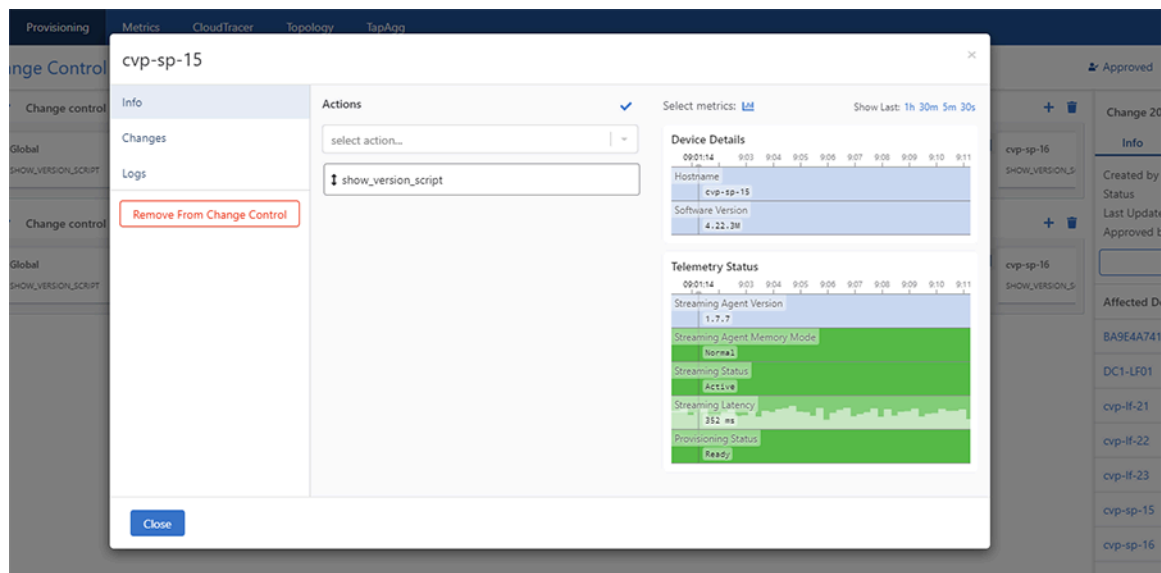 Provisioning Metrics CloudTracer Topology TapAgg
nge Control
Approved
cvp-sp-15
×
Info
Changes
Logs
Remove From Change Control
Actions
select action...
show_version_script
Select metrics:
Show Last: 1h 30m 5m 30s
Device Details
09:01:14 9:03 9:04 9:05 9:06 9:07 9:08 9:09 9:10 9:11
Hostname
cvp-sp-15
Software Version
4.22.3M
Telemetry Status
09:01:14 9:03 9:04 9:05 9:06 9:07 9:08 9:09 9:10 9:11
Streaming Agent Version
1.7.7
Streaming Agent Memory Mode
Normal
Streaming Status
Active
Streaming Latency
352 ms
Provisioning Status
Ready
Close
Change control
Global
SHOW_VERSION_SCRIPT
Change control
Global
SHOW_VERSION_SCRIPT
cvp-sp-16
SHOW_VERSION_S
cvp-sp-16
SHOW_VERSION_S
Change 20
Info
Created by
Status
Last Update
Approved b
Affected De
BA9E4A741
DC1-LF01
cvp-lf-21
cvp-lf-22
cvp-lf-23
cvp-sp-15
cvp-sp-16